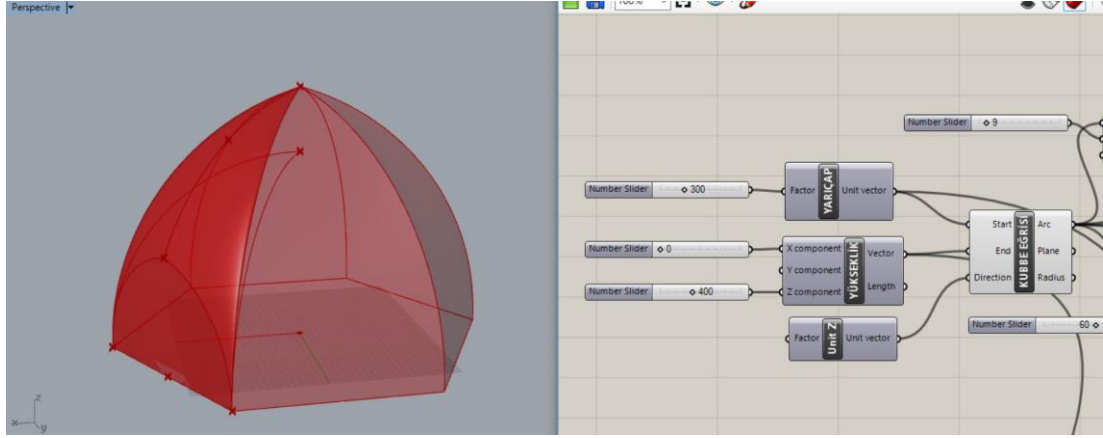 Perspective
100%
Number Slider 9
Number Slider 300
Factor YARIÇAP Unit vector
Number Slider 0
Number Slider 400
X component
Y component
Z component
YÜKSEKLİK
Vector
Length
Factor Unit Z Unit vector
Start
End
Direction
KUBBE EĞRİSİ
Arc
Plane
Radius
Number Slider 60
z
x
y